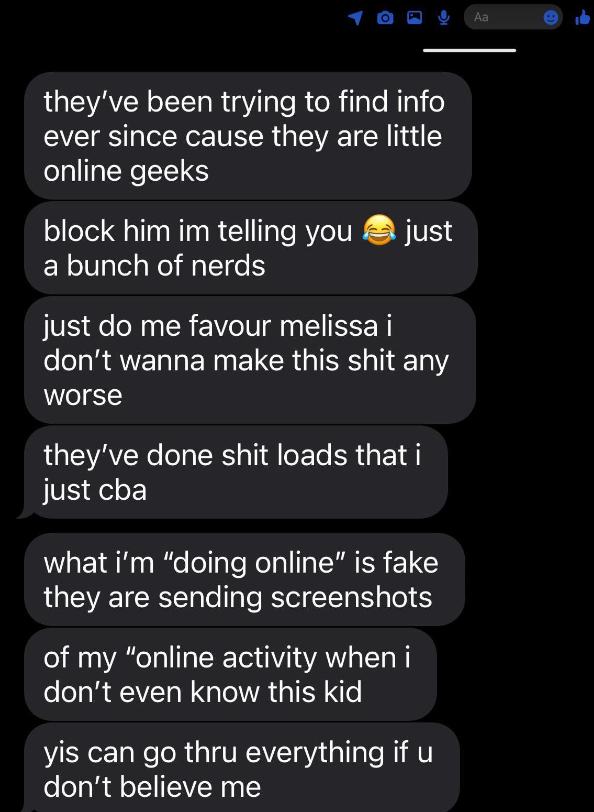 Aa
they’ve been trying to find info
ever since cause they are little
online geeks
block him im telling you 😂 just
a bunch of nerds
just do me favour melissa i
don’t wanna make this shit any
worse
they’ve done shit loads that i
just cba
what i’m “doing online” is fake
they are sending screenshots
of my “online activity when i
don’t even know this kid
yis can go thru everything if u
don’t believe me